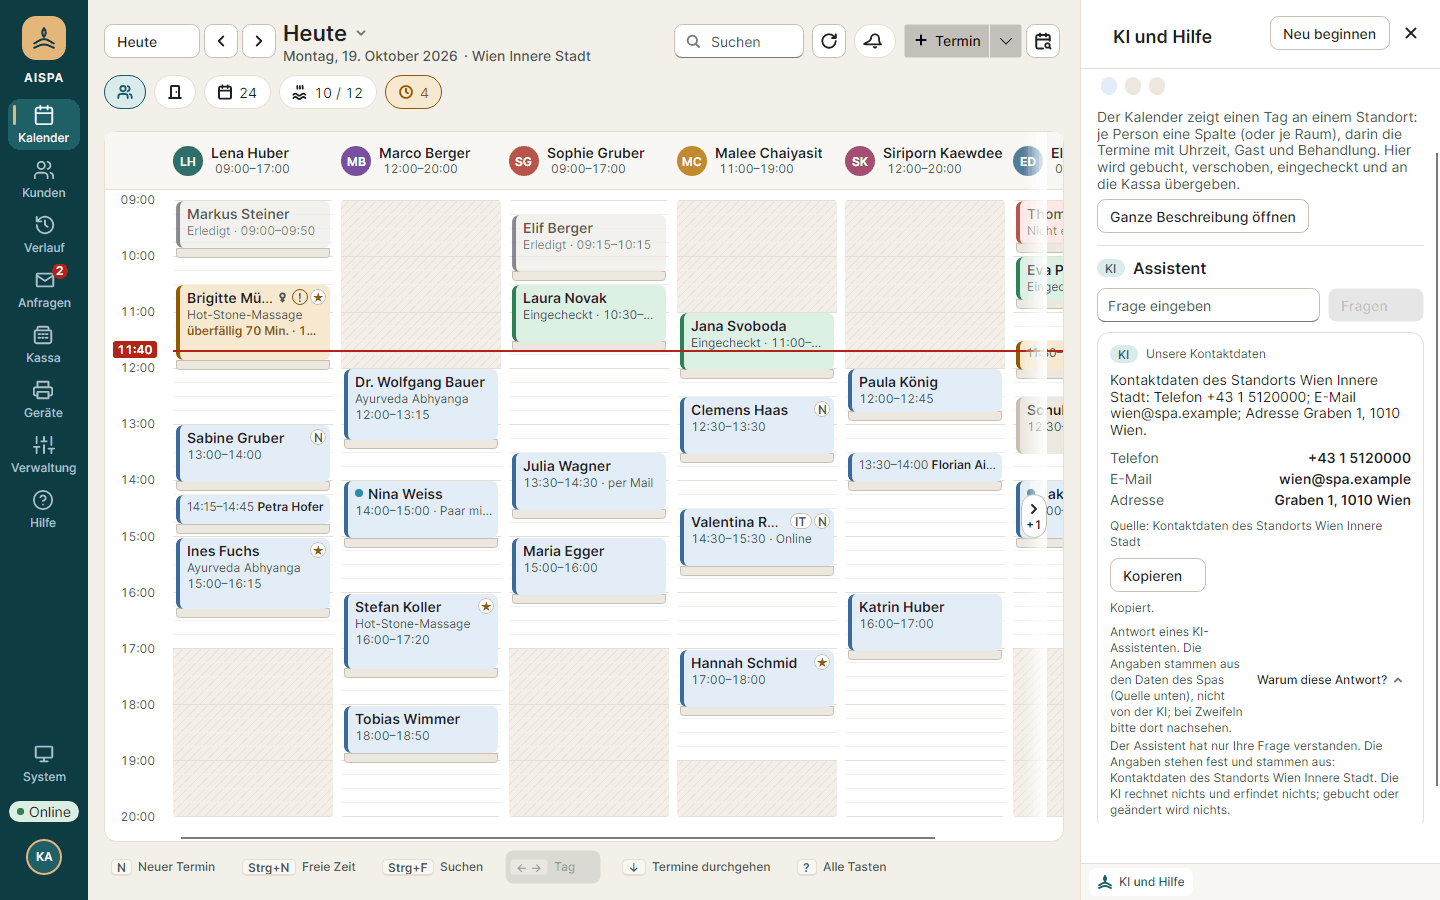 AISPA
Kalender
Kunden
Verlauf
2
Anfragen
Kassa
Geräte
Verwaltung
Hilfe
System
Online
KA
Heute
Heute
Montag, 19. Oktober 2026 · Wien Innere Stadt
Suchen
+ Termin
24
10 / 12
4
LH Lena Huber
09:00–17:00
MB Marco Berger
12:00–20:00
SG Sophie Gruber
09:00–17:00
MC Malee Chaiyasit
11:00–19:00
SK Siriporn Kaewdee
12:00–20:00
ED
09:00
10:00
11:00
11:40
12:00
13:00
14:00
15:00
16:00
17:00
18:00
19:00
20:00
Markus Steiner
Erledigt · 09:00–09:50
Brigitte Mü... ! ★
Hot-Stone-Massage
überfällig 70 Min. · 1...
Sabine Gruber N
13:00–14:00
14:15–14:45 Petra Hofer
Ines Fuchs ★
Ayurveda Abhyanga
15:00–16:15
Dr. Wolfgang Bauer
Ayurveda Abhyanga
12:00–13:15
Nina Weiss
14:00–15:00 · Paar mi...
Stefan Koller ★
Hot-Stone-Massage
16:00–17:20
Tobias Wimmer
18:00–18:50
Elif Berger
Erledigt · 09:15–10:15
Laura Novak
Eingecheckt · 10:30–...
Julia Wagner
13:30–14:30 · per Mail
Maria Egger
15:00–16:00
Jana Svoboda
Eingecheckt · 11:00–...
Clemens Haas N
12:30–13:30
Valentina R... IT N
14:30–15:30 · Online
Hannah Schmid ★
17:00–18:00
Paula König
12:00–12:45
13:30–14:00 Florian Ai...
Katrin Huber
16:00–17:00
Eva P
+1
N Neuer Termin
Strg+N Freie Zeit
Strg+F Suchen
← → Tag
↓ Termine durchgehen
? Alle Tasten
KI und Hilfe
Neu beginnen
Der Kalender zeigt einen Tag an einem Standort:
je Person eine Spalte (oder je Raum), darin die
Termine mit Uhrzeit, Gast und Behandlung. Hier
wird gebucht, verschoben, eingecheckt und an
die Kassa übergeben.
Ganze Beschreibung öffnen
KI Assistent
Frage eingeben
Fragen
KI Unsere Kontaktdaten
Kontaktdaten des Standorts Wien Innere
Stadt: Telefon +43 1 5120000; E-Mail
wien@spa.example; Adresse Graben 1, 1010
Wien.
Telefon +43 1 5120000
E-Mail wien@spa.example
Adresse Graben 1, 1010 Wien
Quelle: Kontaktdaten des Standorts Wien Innere
Stadt
Kopieren
Kopiert.
Antwort eines KI-
Assistenten. Die
Angaben stammen aus
den Daten des Spas
(Quelle unten), nicht
von der KI; bei Zweifeln
bitte dort nachsehen.
Warum diese Antwort?
Der Assistent hat nur Ihre Frage verstanden. Die
Angaben stehen fest und stammen aus:
Kontaktdaten des Standorts Wien Innere Stadt. Die
KI rechnet nichts und erfindet nichts; gebucht oder
geändert wird nichts.
KI und Hilfe